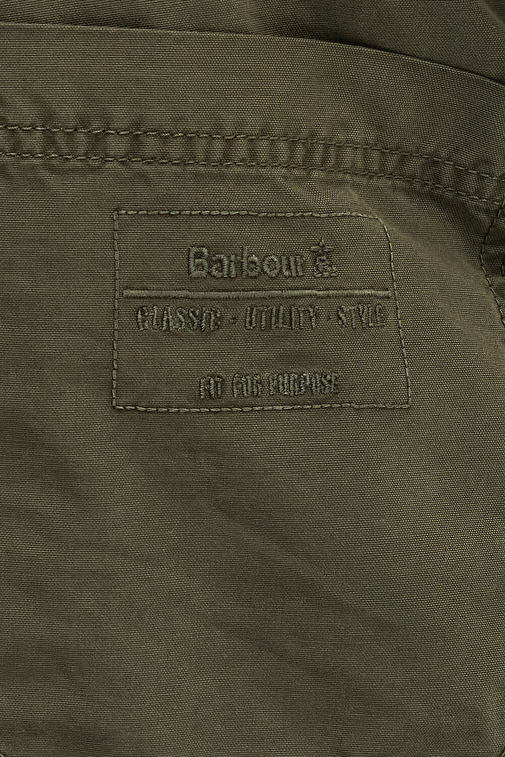 Barbour
CLASSIC - UTILITY - STYLE
FIT FOR PURPOSE